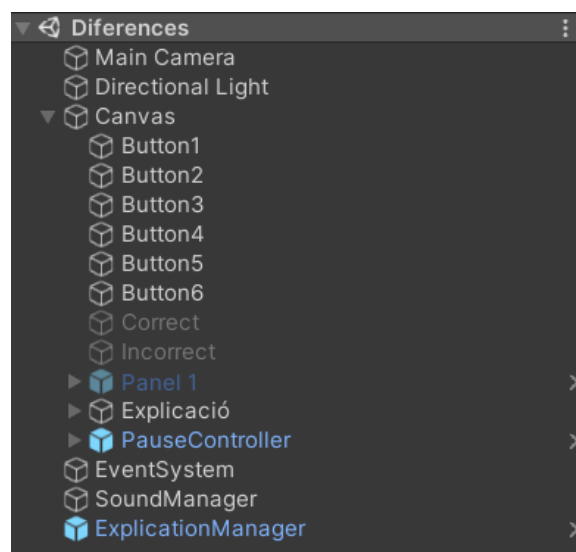 Diferences
Main Camera
Directional Light
Canvas
Button1
Button2
Button3
Button4
Button5
Button6
Correct
Incorrect
Panel 1
Explicació
PauseController
EventSystem
SoundManager
ExplicationManager